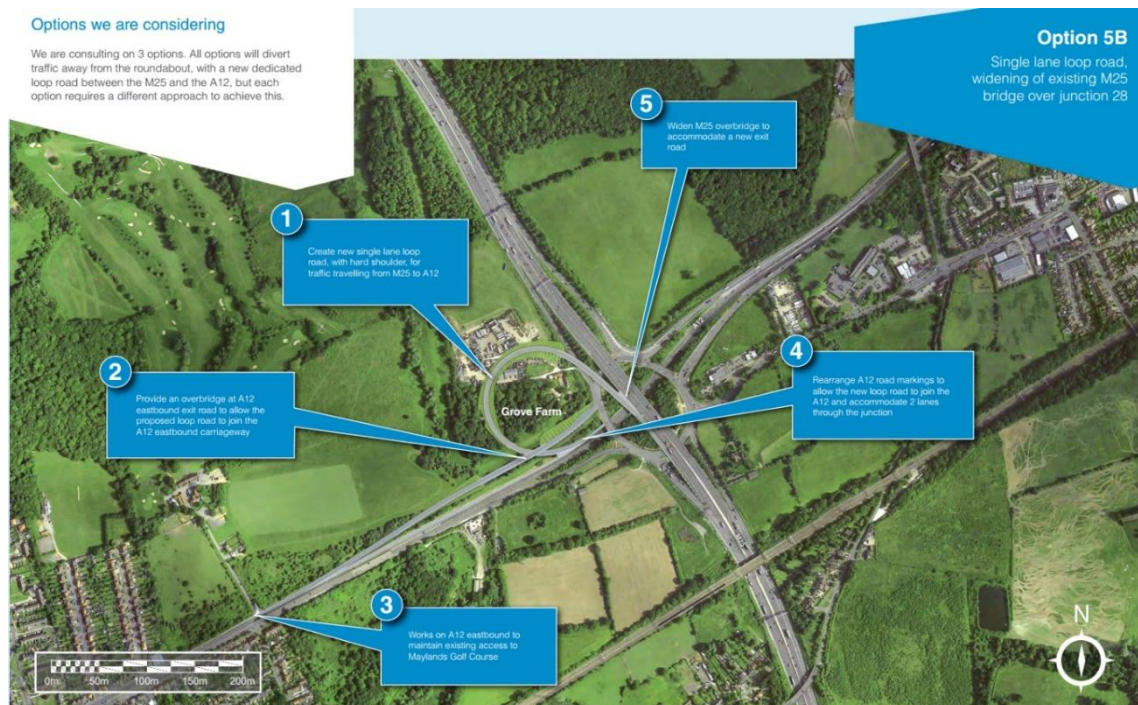 Options we are considering
We are consulting on 3 options. All options will divert
traffic away from the roundabout, with a new dedicated
loop road between the M25 and the A12, but each
option requires a different approach to achieve this.
Option 5B
Single lane loop road,
widening of existing M25
bridge over junction 28
5
Widen M25 overbridge to
accommodate a new exit
road
1
Create new single lane loop
road, with hard shoulder, for
traffic travelling from M25 to A12
A12
2
Provide an overbridge at A12
eastbound exit road to allow the
proposed loop road to join the
A12 eastbound carriageway
Grove Farm
4
Rearrange A12 road markings to
allow the new loop road to join the
A12 and accommodate 2 lanes
through the junction
M25
3
Works on A12 eastbound to
maintain existing access to
Maylands Golf Course
0m 50m 100m 150m 200m
N